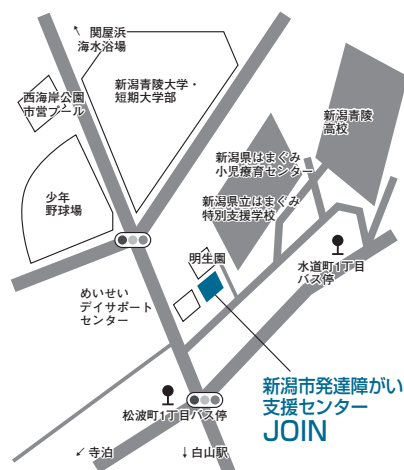 ↖ 関屋浜
海水浴場
新潟青陵大学・
短期大学部
西海岸公園
市営プール
新潟青陵
高校
新潟県はまぐみ
小児療育センター
少年
野球場
新潟県立はまぐみ
特別支援学校
明生園
水道町1丁目
バス停
めいせい
デイサポート
センター
新潟市発達障がい
支援センター
JOIN
松波町1丁目バス停
↙ 寺泊
↓白山駅